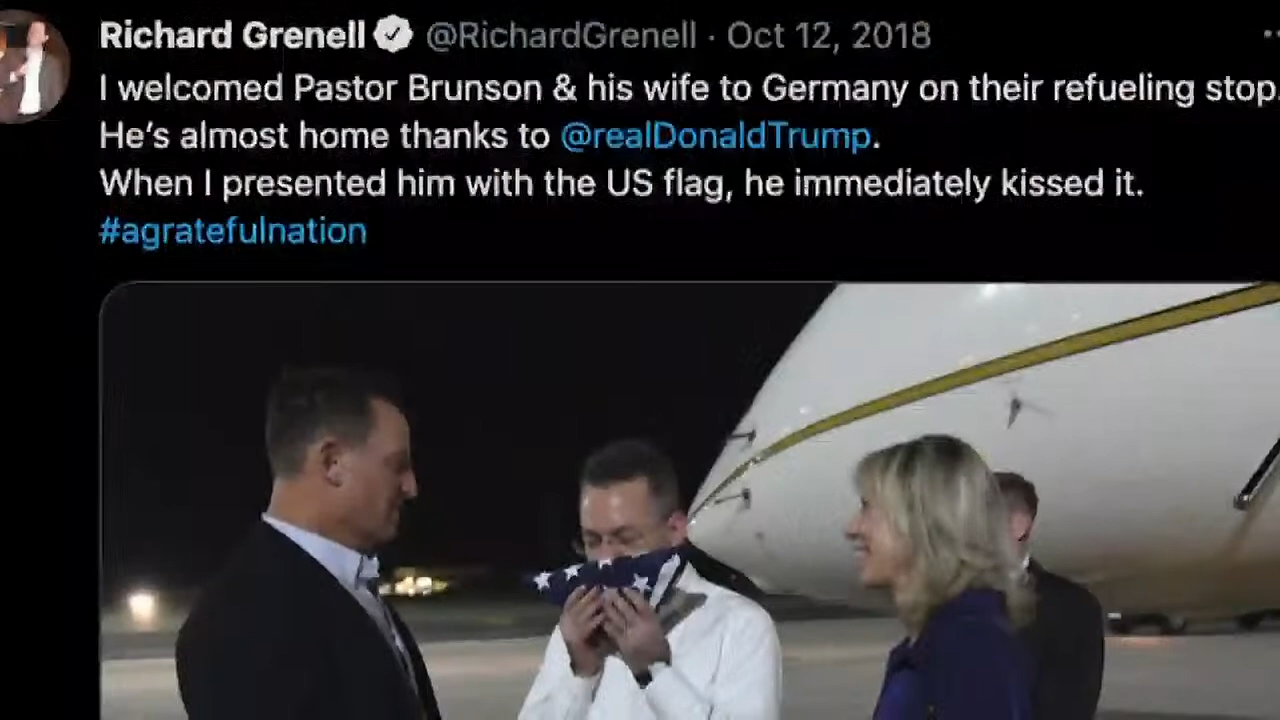 Richard Grenell @RichardGrenell · Oct 12, 2018
I welcomed Pastor Brunson & his wife to Germany on their refueling stop.
He's almost home thanks to @realDonaldTrump.
When I presented him with the US flag, he immediately kissed it.
#agratefulnation